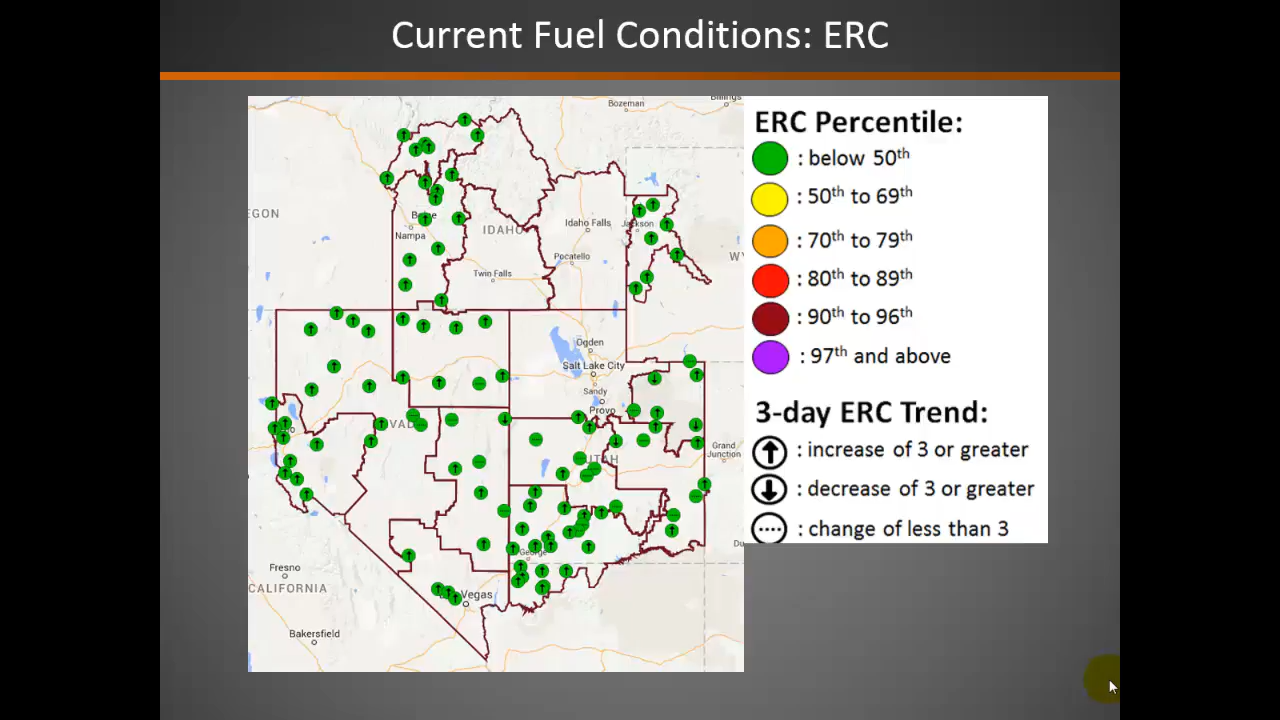 Current Fuel Conditions: ERC
Bozeman
Billings
EGON
Boise
Nampa
IDAHO
Idaho Falls
Jackson
Pocatello
Twin Falls
WY
Ogden
Salt Lake City
Sandy
Provo
VAD
Grand
Junction
UTAH
George
Du
Fresno
CALIFORNIA
Vegas
Bakersfield
ERC Percentile:
: below 50th
: 50th to 69th
: 70th to 79th
: 80th to 89th
: 90th to 96th
: 97th and above
3-day ERC Trend:
: increase of 3 or greater
: decrease of 3 or greater
: change of less than 3